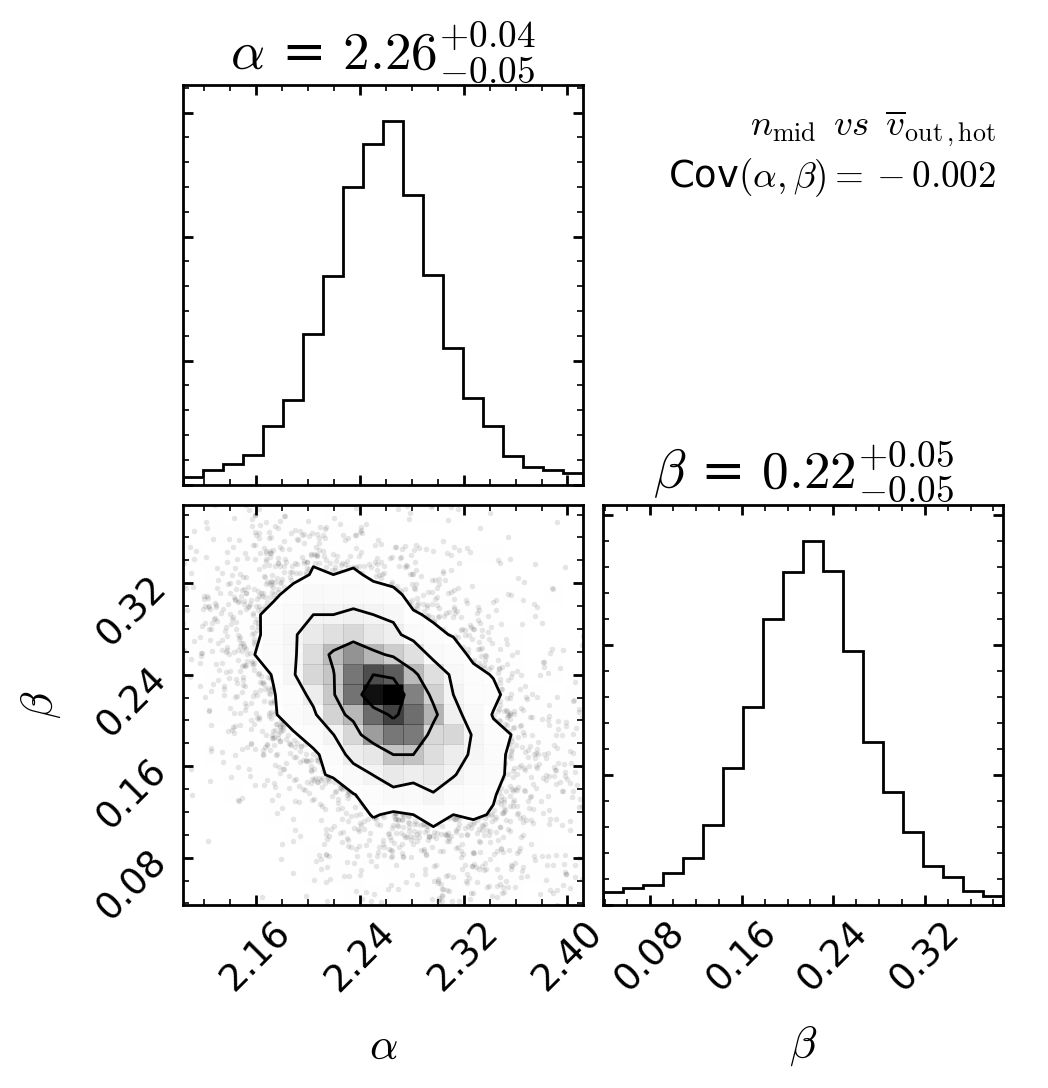 α = 2.26 +0.04 −0.05
n_mid vs v̅_out,hot
Cov(α, β) = −0.002
β = 0.22 +0.05 −0.05
β
0.32
0.24
0.16
0.08
2.16 2.24 2.32 2.40
0.08 0.16 0.24 0.32
α
β